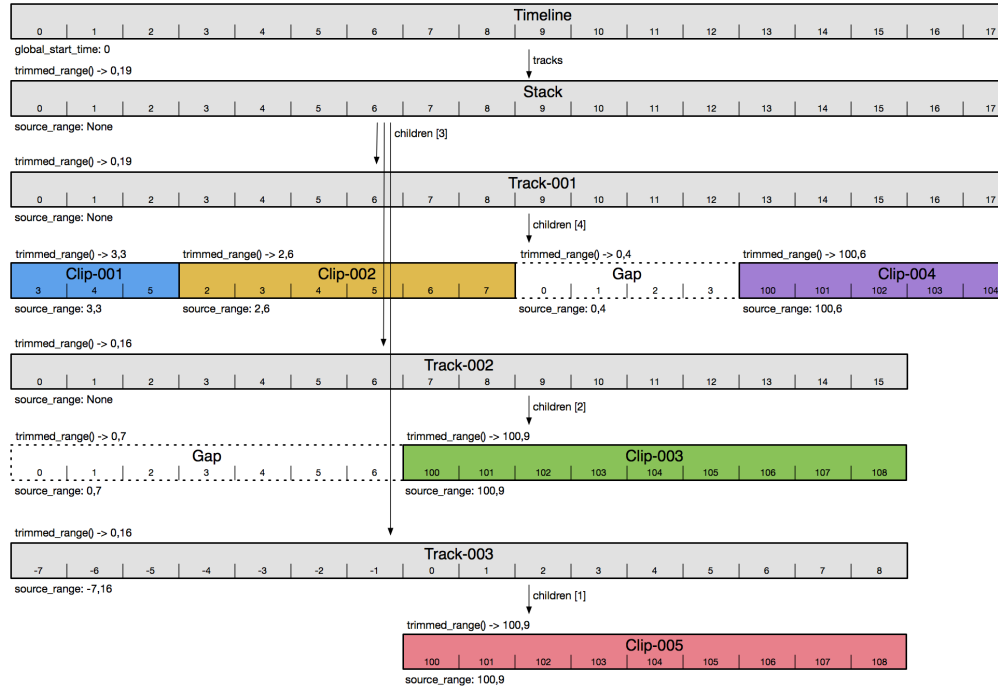 Timeline
0 1 2 3 4 5 6 7 8 9 10 11 12 13 14 15 16 17
global_start_time: 0
tracks
trimmed_range() -> 0,19
Stack
0 1 2 3 4 5 6 7 8 9 10 11 12 13 14 15 16 17
source_range: None
children [3]
trimmed_range() -> 0,19
Track-001
0 1 2 3 4 5 6 7 8 9 10 11 12 13 14 15 16 17
source_range: None
children [4]
trimmed_range() -> 3,3 trimmed_range() -> 2,6 trimmed_range() -> 0,4 trimmed_range() -> 100,6
Clip-001 Clip-002 Gap Clip-004
3 4 5 2 3 4 5 6 7 0 1 2 3 100 101 102 103 104
source_range: 3,3 source_range: 2,6 source_range: 0,4 source_range: 100,6
trimmed_range() -> 0,16
Track-002
0 1 2 3 4 5 6 7 8 9 10 11 12 13 14 15
source_range: None
children [2]
trimmed_range() -> 0,7 trimmed_range() -> 100,9
Gap Clip-003
0 1 2 3 4 5 6 100 101 102 103 104 105 106 107 108
source_range: 0,7 source_range: 100,9
trimmed_range() -> 0,16
Track-003
-7 -6 -5 -4 -3 -2 -1 0 1 2 3 4 5 6 7 8
source_range: -7,16
children [1]
trimmed_range() -> 100,9
Clip-005
100 101 102 103 104 105 106 107 108
source_range: 100,9